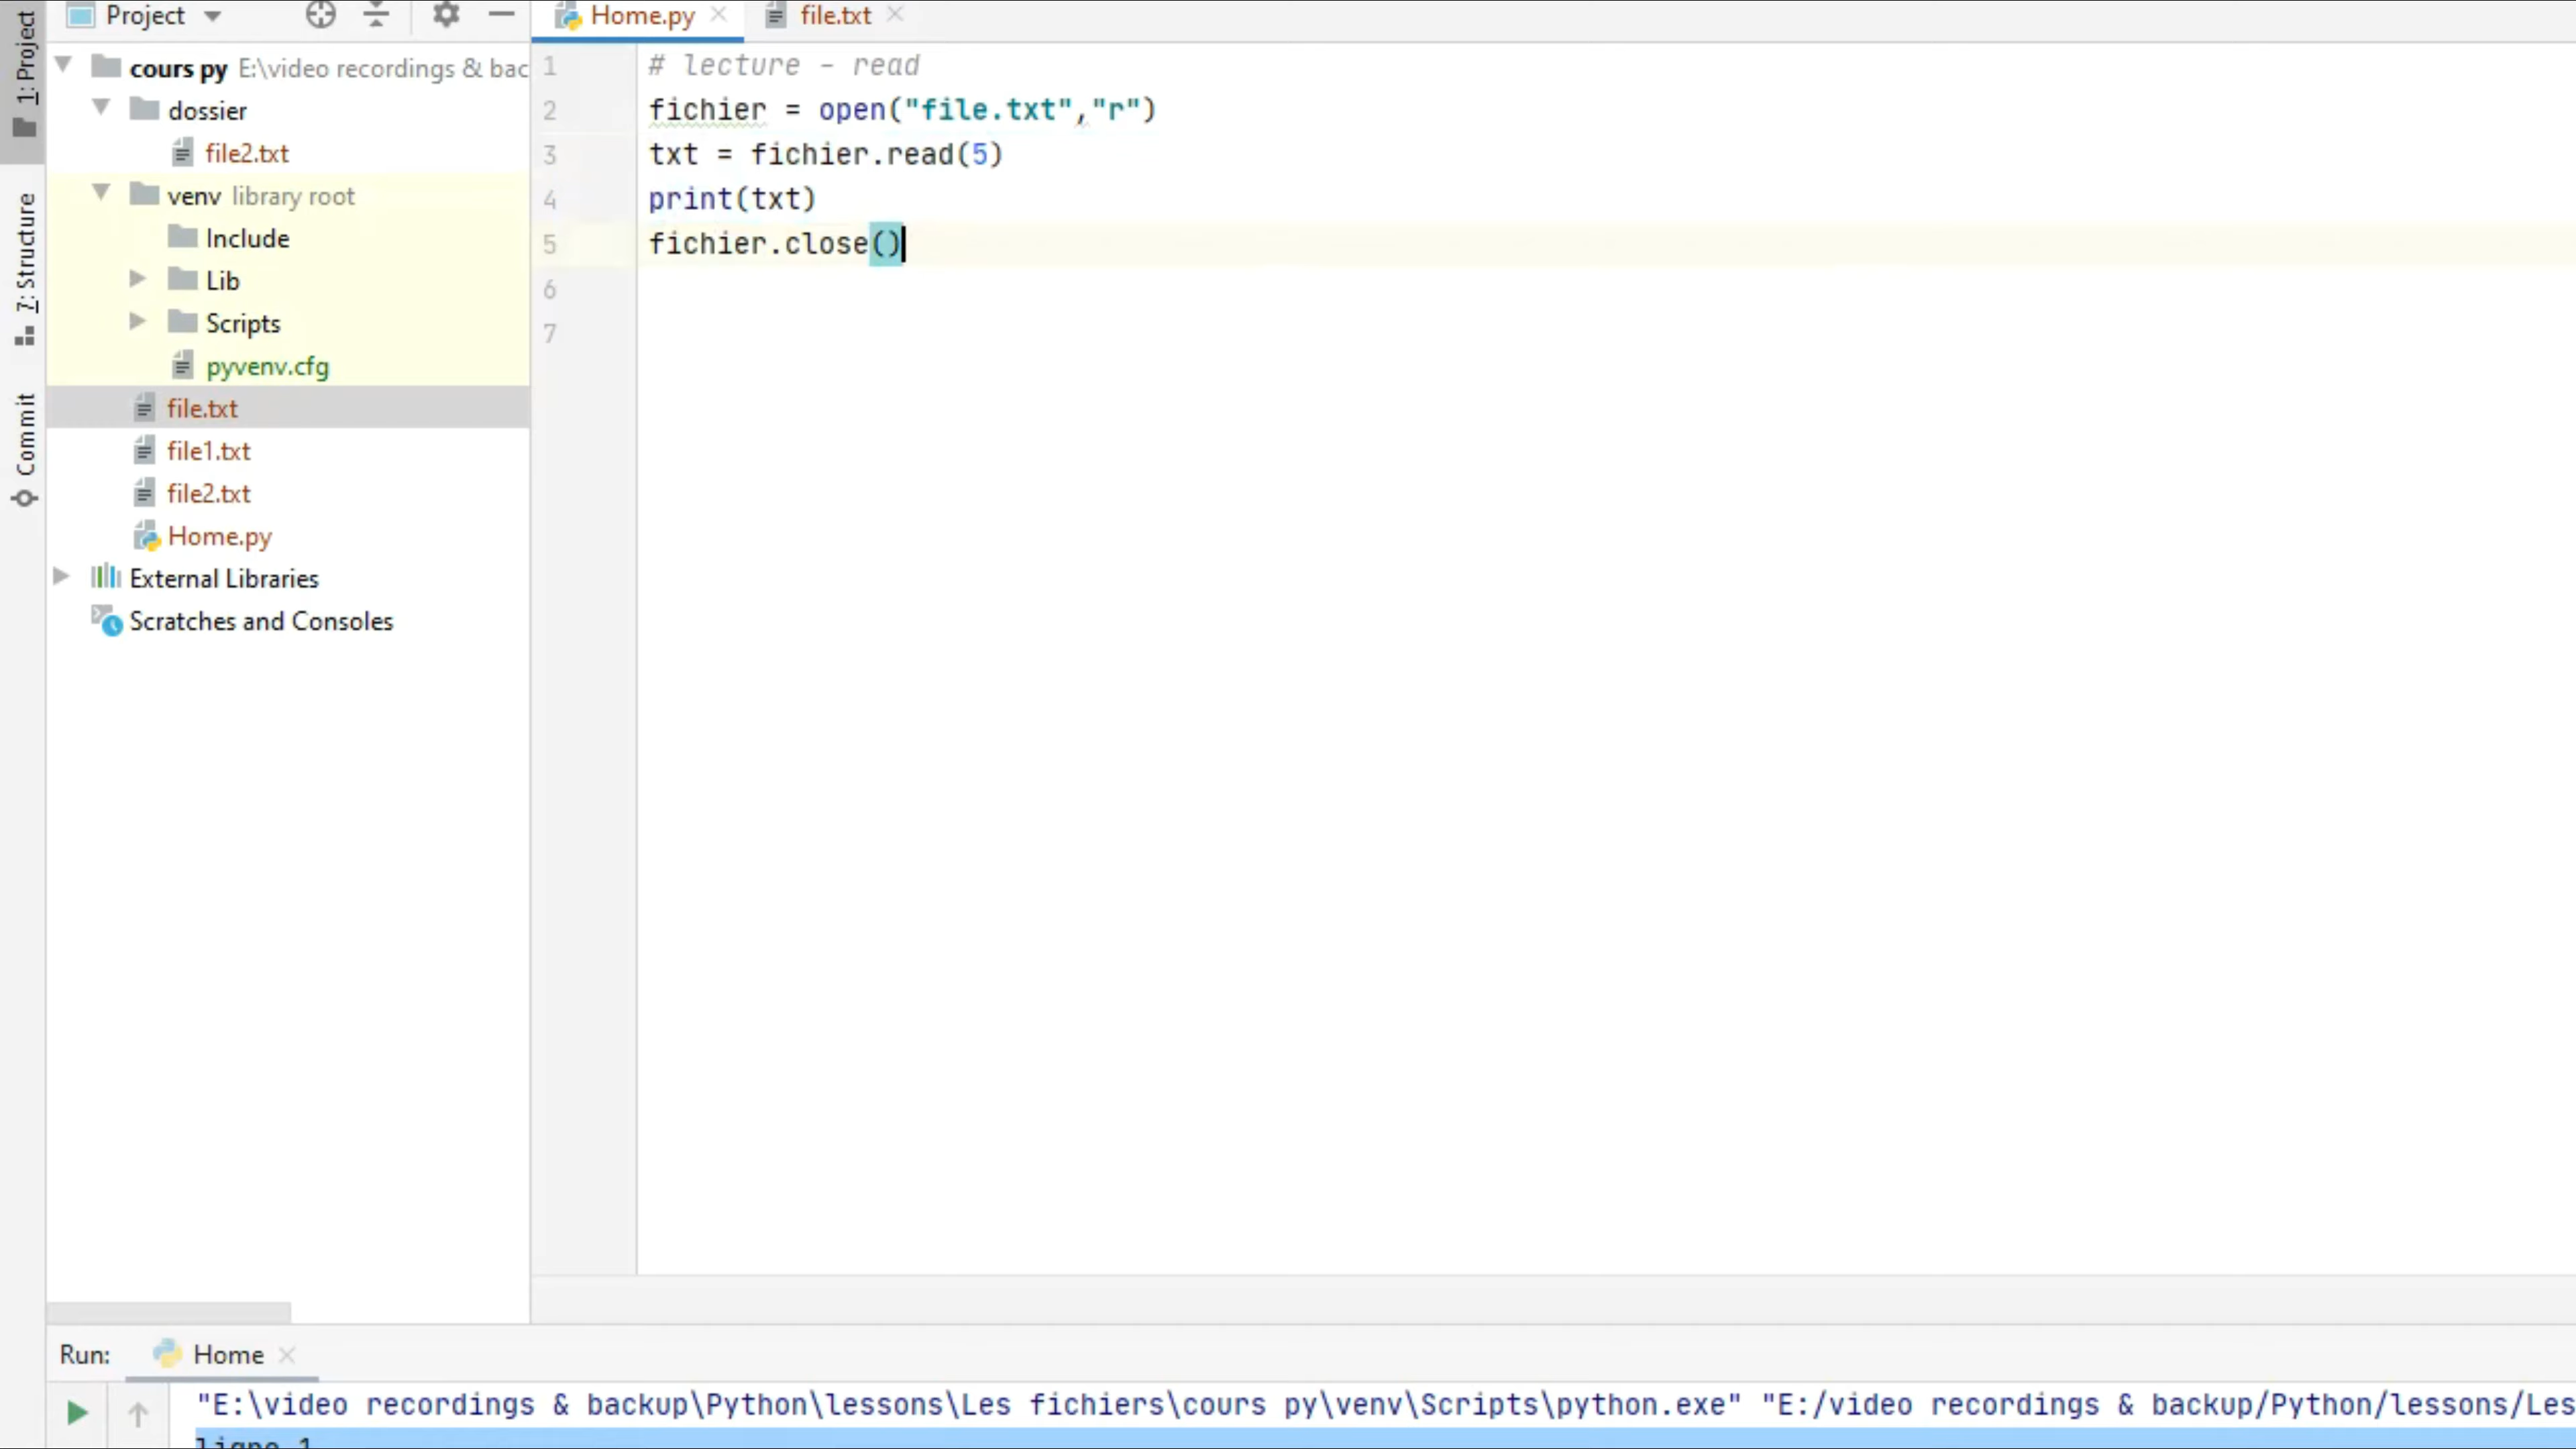 1: Project
7: Structure
Commit
Project
cours py E:\video recordings & bac
dossier
file2.txt
venv library root
Include
Lib
Scripts
pyvenv.cfg
file.txt
file1.txt
file2.txt
Home.py
External Libraries
Scratches and Consoles
Home.py
file.txt
1 # lecture - read
2 fichier = open("file.txt","r")
3 txt = fichier.read(5)
4 print(txt)
5 fichier.close()
6
7
Run: Home
"E:\video recordings & backup\Python\lessons\Les fichiers\cours py\venv\Scripts\python.exe" "E:/video recordings & backup/Python/lessons/Les
ligne 1